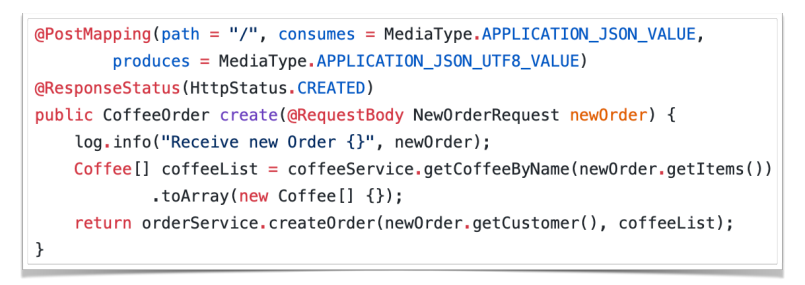 @PostMapping(path = "/", consumes = MediaType.APPLICATION_JSON_VALUE,
        produces = MediaType.APPLICATION_JSON_UTF8_VALUE)
@ResponseStatus(HttpStatus.CREATED)
public CoffeeOrder create(@RequestBody NewOrderRequest newOrder) {
    log.info("Receive new Order {}", newOrder);
    Coffee[] coffeeList = coffeeService.getCoffeeByName(newOrder.getItems())
            .toArray(new Coffee[] {});
    return orderService.createOrder(newOrder.getCustomer(), coffeeList);
}